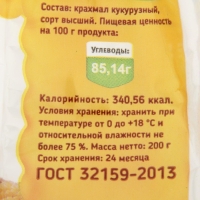 Состав: крахмал кукурузный,
сорт высший. Пищевая ценность
на 100 г продукта:
УГЛЕВОДЫ:
85,14г
Калорийность: 340,56 ккал.
Условия хранения: хранить при
температуре от 0 до +18 °С и
относительной влажности не
более 75 %. Масса нетто: 200 г
Срок хранения: 24 месяца
ГОСТ 32159-2013